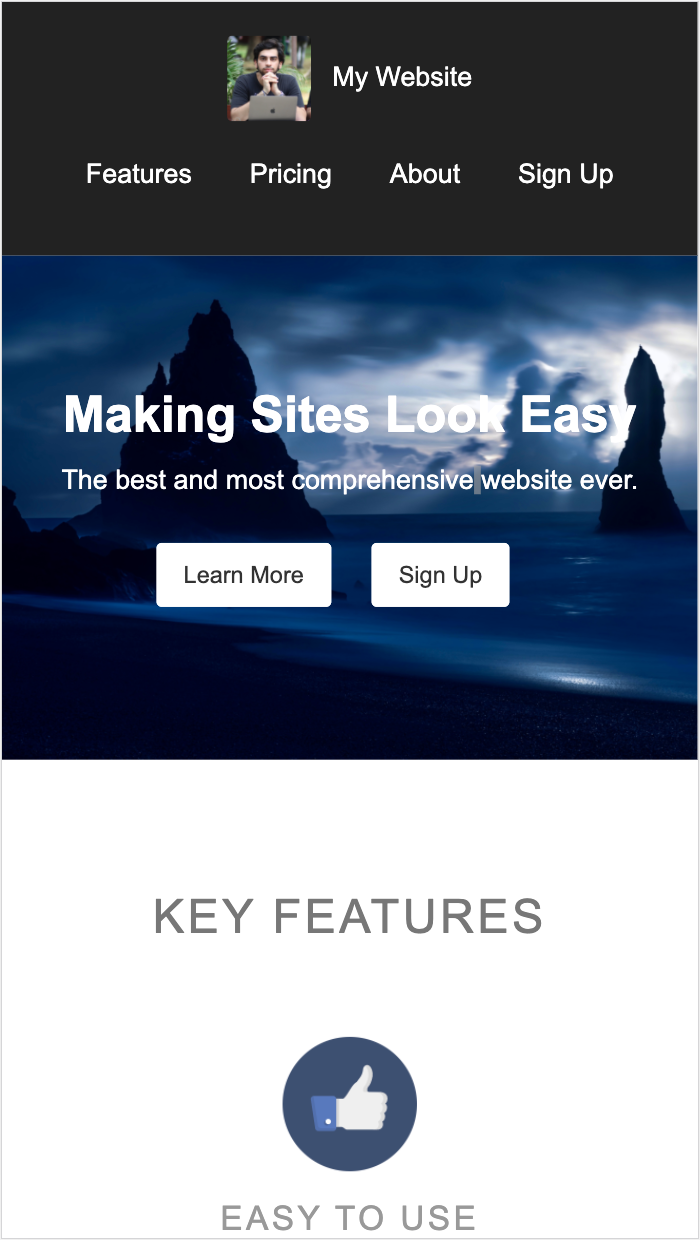 My Website
Features Pricing About Sign Up
Making Sites Look Easy
The best and most comprehensive website ever.
Learn More Sign Up
KEY FEATURES
EASY TO USE